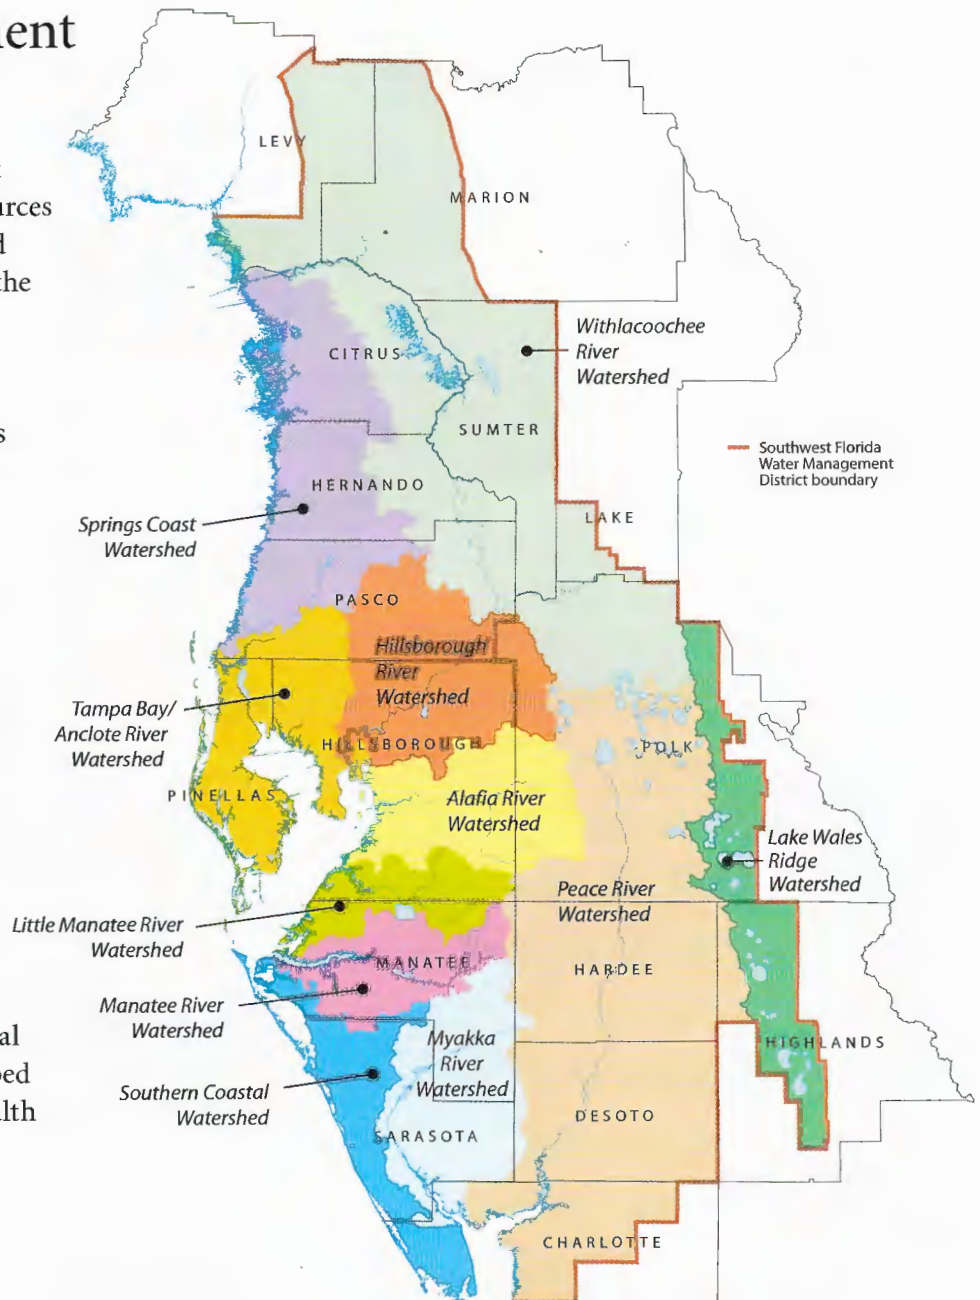 ent
urces
d
the
s
al
ped
alth
LEVY
MARION
Withlacoochee
River
Watershed
CITRUS
SUMTER
Southwest Florida
Water Management
District boundary
HERNANDO
LAKE
Springs Coast
Watershed
PASCO
Hillsborough
River
Watershed
Tampa Bay/
Anclote River
Watershed
HILLSBOROUGH
POLK
PINELLAS
Alafia River
Watershed
Lake Wales
Ridge
Watershed
Peace River
Watershed
Little Manatee River
Watershed
MANATEE
HARDEE
Manatee River
Watershed
Myakka
River
Watershed
HIGHLANDS
Southern Coastal
Watershed
DESOTO
SARASOTA
CHARLOTTE